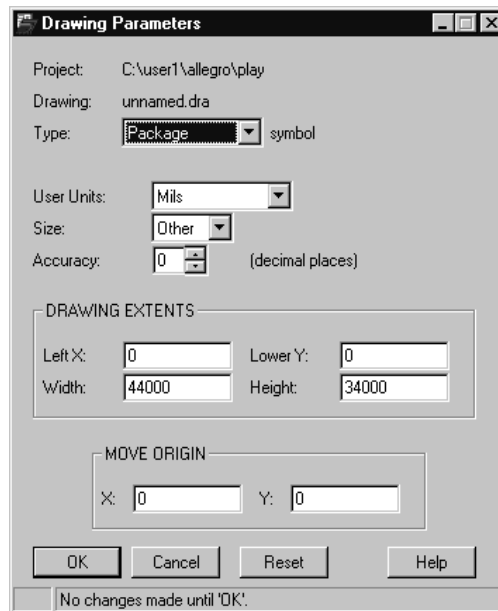 Drawing Parameters
Project: C:\user1\allegro\play
Drawing: unnamed.dra
Type: Package symbol
User Units: Mils
Size: Other
Accuracy: 0 (decimal places)
DRAWING EXTENTS
Left X: 0 Lower Y: 0
Width: 44000 Height: 34000
MOVE ORIGIN
X: 0 Y: 0
OK Cancel Reset Help
No changes made until 'OK'.